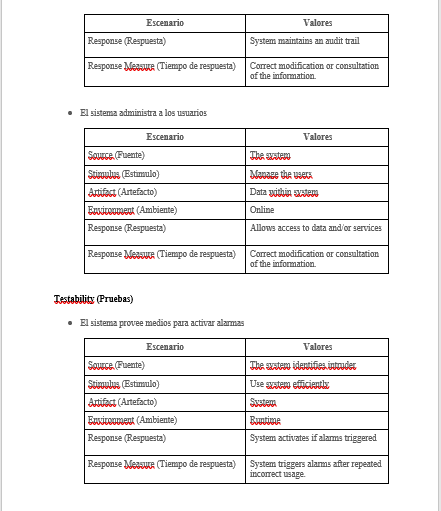 Escenario Valores
Response (Respuesta) System maintains an audit trail
Response Measure (Tiempo de respuesta) Correct modification or consultation
of the information.
El sistema administra a los usuarios
Escenario Valores
Source (Fuente) The system
Stimulus (Estimulo) Manage the users
Artifact (Artefacto) Data within system
Environment (Ambiente) Online
Response (Respuesta) Allows access to data and/or services
Response Measure (Tiempo de respuesta) Correct modification or consultation
of the information.
Testability (Pruebas)
El sistema provee medios para activar alarmas
Escenario Valores
Source (Fuente) The system identifies intruder
Stimulus (Estimulo) Use system efficiently
Artifact (Artefacto) System
Environment (Ambiente) Runtime
Response (Respuesta) System activates if alarms triggered
Response Measure (Tiempo de respuesta) System triggers alarms after repeated
incorrect usage.